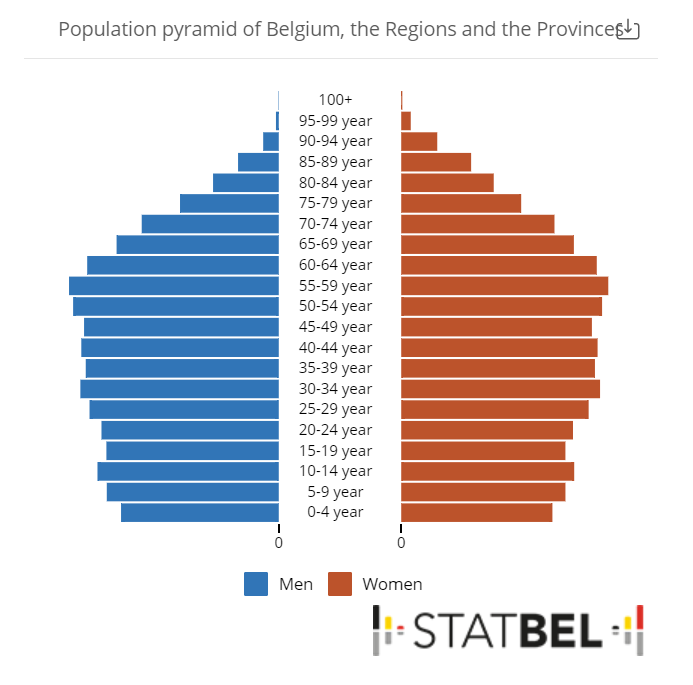 Population pyramid of Belgium, the Regions and the Provinces
100+
95-99 year
90-94 year
85-89 year
80-84 year
75-79 year
70-74 year
65-69 year
60-64 year
55-59 year
50-54 year
45-49 year
40-44 year
35-39 year
30-34 year
25-29 year
20-24 year
15-19 year
10-14 year
5-9 year
0-4 year
0 0
Men Women
STATBEL